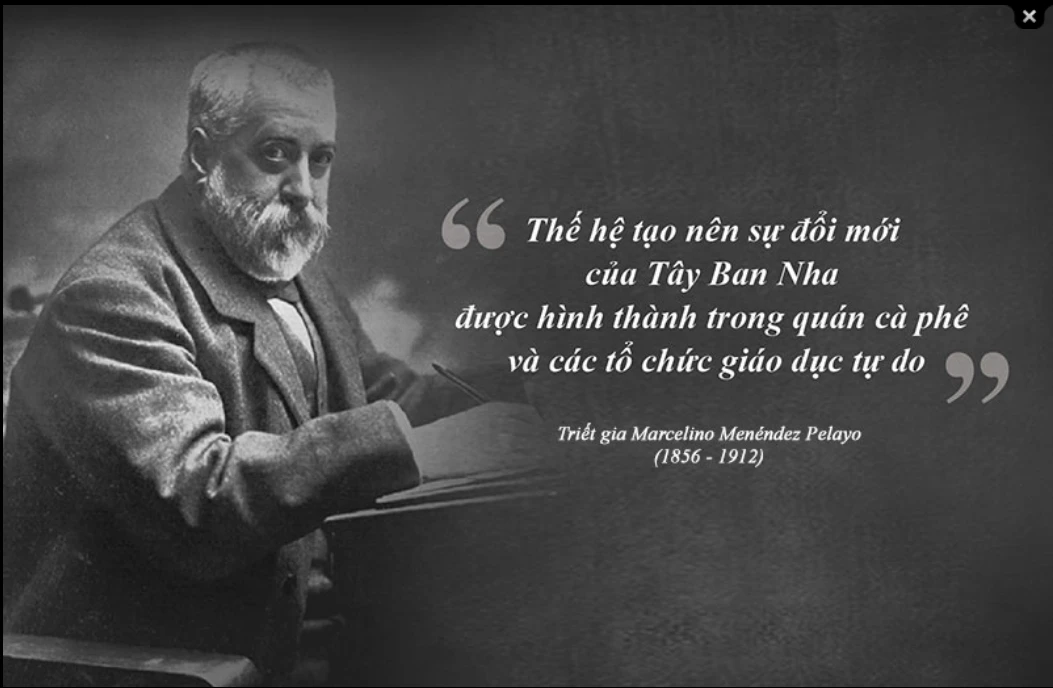 “ Thế hệ tạo nên sự đổi mới
của Tây Ban Nha
được hình thành trong quán cà phê
và các tổ chức giáo dục tự do ”
Triết gia Marcelino Menéndez Pelayo
(1856 - 1912)